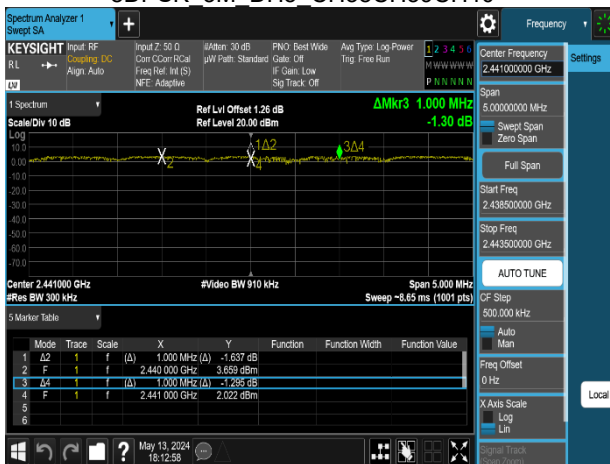 Spectrum Analyzer 1
Swept SA
Frequency
KEYSIGHT Input: RF
RL
Coupling: DC
Align: Auto
Input Z: 50 Ω
Corr CCorr RCal
Freq Ref: Int (S)
NFE: Adaptive
#Atten: 30 dB
µW Path: Standard
PNO: Best Wide
Gate: Off
IF Gain: Low
Sig Track: Off
Avg Type: Log-Power
Trig: Free Run
1 2 3 4 5 6
M W W W W W
P N N N N N
Center Frequency
2.441000000 GHz
Settings
1 Spectrum
Scale/Div 10 dB
Ref Lvl Offset 1.26 dB
Ref Level 20.00 dBm
ΔMkr3 1.000 MHz
-1.30 dB
Span
5.00000000 MHz
Swept Span
Zero Span
Full Span
Start Freq
2.438500000 GHz
Stop Freq
2.443500000 GHz
AUTO TUNE
CF Step
500.000 kHz
Auto
Man
Freq Offset
0 Hz
X Axis Scale
Log
Lin
Signal Track
(Span Zoom)
Local
Log
10.0
0.00
-10.0
-20.0
-30.0
-40.0
-50.0
-60.0
-70.0
X2
1Δ2
X4
3Δ4
Center 2.441000 GHz
#Res BW 300 kHz
#Video BW 910 kHz
Span 5.000 MHz
Sweep ~8.65 ms (1001 pts)
5 Marker Table
Mode Trace Scale X Y Function Function Width Function Value
1 Δ2 1 f (Δ) 1.000 MHz (Δ) -1.637 dB
2 F 1 f 2.440 000 GHz 3.659 dBm
3 Δ4 1 f (Δ) 1.000 MHz (Δ) -1.295 dB
4 F 1 f 2.441 000 GHz 2.022 dBm
5
6
May 13, 2024
18:12:58